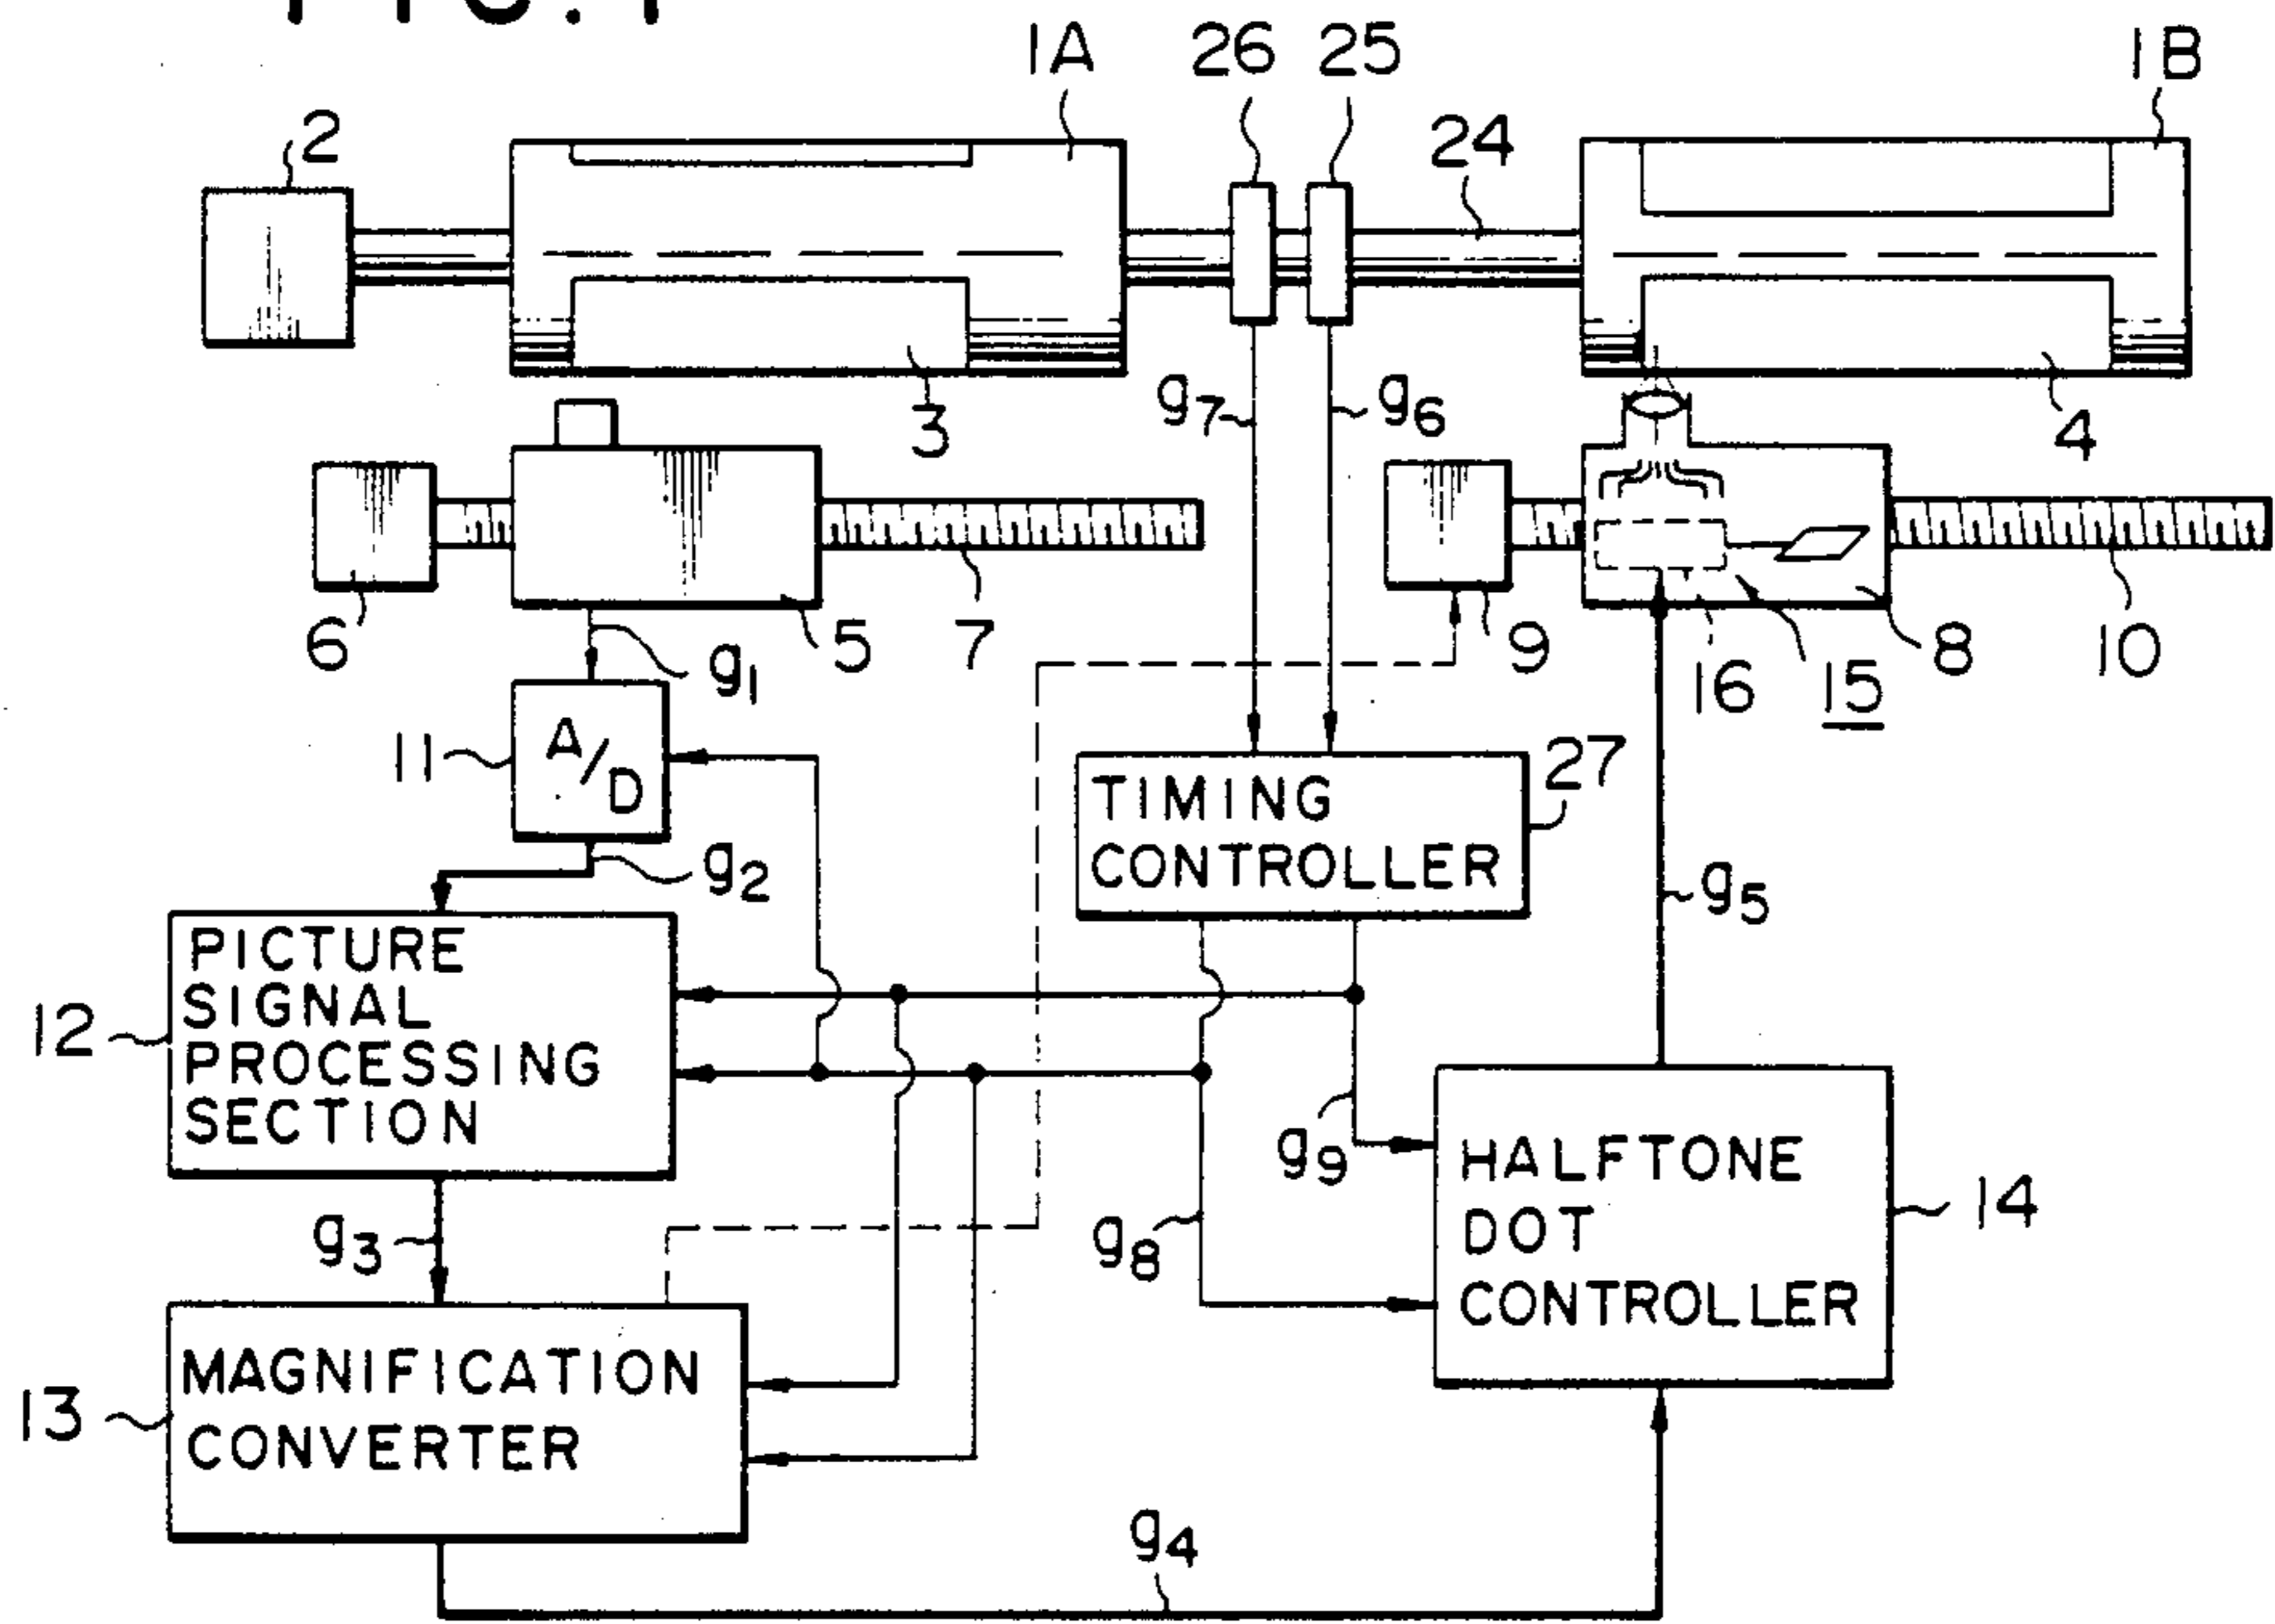 1A
26
25
1B
2
24
3
g7
g6
4
6
g1
5
7
9
16
15
8
10
11
A/D
TIMING
CONTROLLER
27
g2
g5
12
PICTURE
SIGNAL
PROCESSING
SECTION
g9
g3
g8
HALFTONE
DOT
CONTROLLER
14
13
MAGNIFICATION
CONVERTER
g4